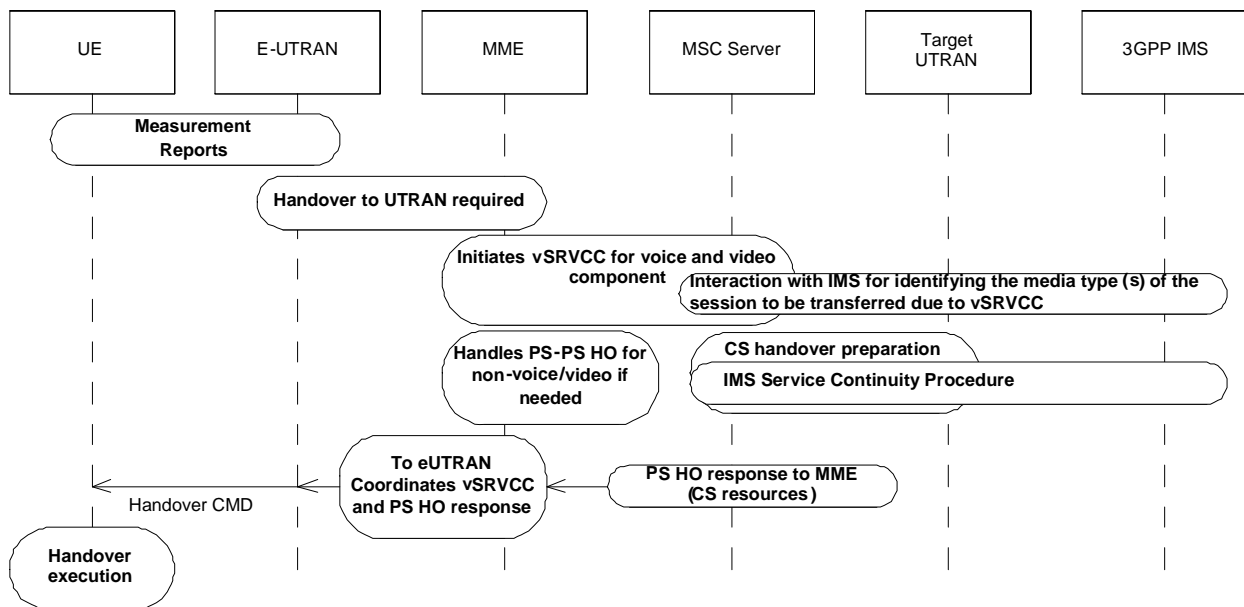 UE
E-UTRAN
MME
MSC Server
Target
UTRAN
3GPP IMS
Measurement
Reports
Handover to UTRAN required
Initiates vSRVCC for voice and video
component
Interaction with IMS for identifying the media type (s) of the
session to be transferred due to vSRVCC
Handles PS-PS HO for
non-voice/video if
needed
CS handover preparation
IMS Service Continuity Procedure
To eUTRAN
Coordinates vSRVCC
and PS HO response
PS HO response to MME
(CS resources)
Handover CMD
Handover
execution